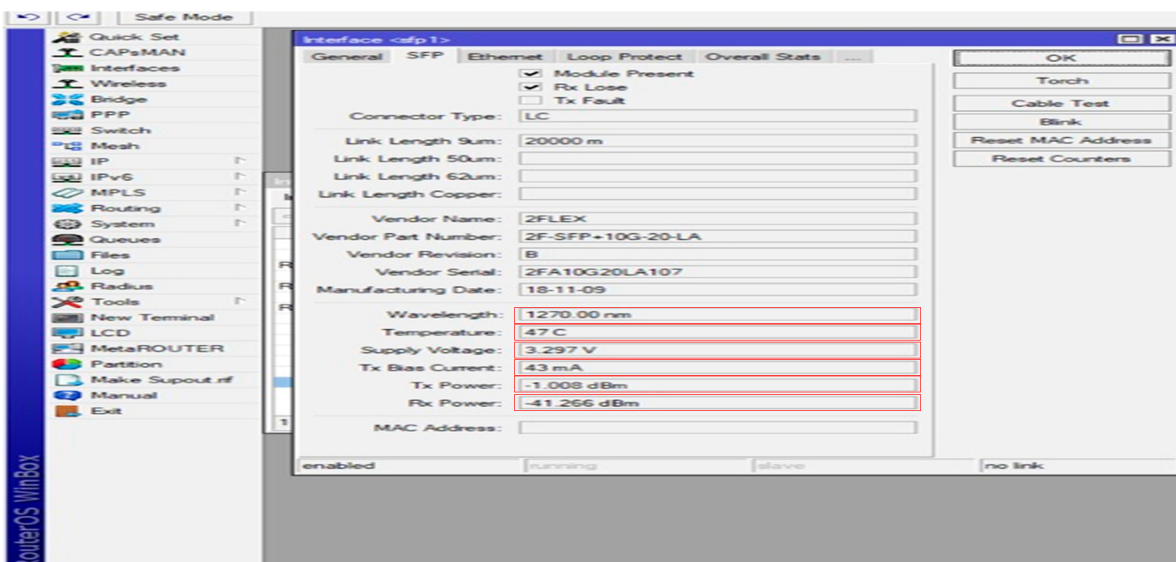 Safe Mode
Quick Set
CAPsMAN
Interfaces
Wireless
Bridge
PPP
Switch
Mesh
IP
IPv6
MPLS
Routing
System
Queues
Files
Log
Radius
Tools
New Terminal
LCD
MetaROUTER
Partition
Make Supout.rif
Manual
Exit
RouterOS WinBox
Interface <sfp1>
General SFP Ethernet Loop Protect Overall Stats ...
Module Present
Rx Lose
Tx Fault
Connector Type: LC
Link Length 9um: 20000 m
Link Length 50um:
Link Length 62um:
Link Length Copper:
Vendor Name: 2FLEX
Vendor Part Number: 2F-SFP+10G-20-LA
Vendor Revision: B
Vendor Serial: 2FA10G20LA107
Manufacturing Date: 18-11-09
Wavelength: 1270.00 nm
Temperature: 47 C
Supply Voltage: 3.297 V
Tx Bias Current: 43 mA
Tx Power: -1.008 dBm
Rx Power: -41.266 dBm
MAC Address:
enabled running slave no link
OK
Torch
Cable Test
Blink
Reset MAC Address
Reset Counters